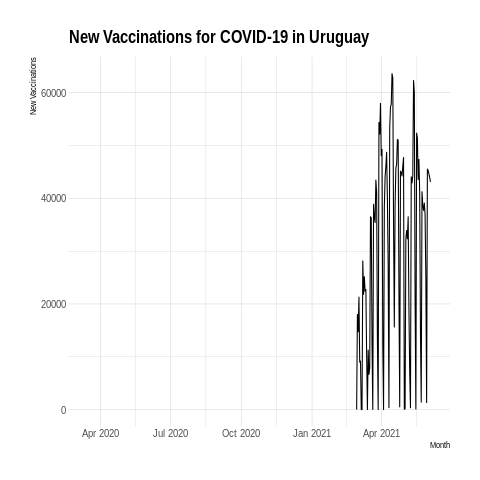 New Vaccinations for COVID-19 in Uruguay
New Vaccinations
60000
40000
20000
0
Apr 2020 Jul 2020 Oct 2020 Jan 2021 Apr 2021
Month